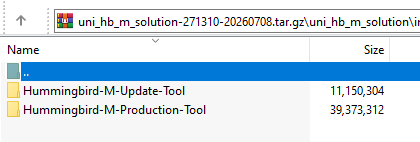 uni_hb_m_solution-271310-20260708.tar.gz\uni_hb_m_solution\in
Name Size
..
Hummingbird-M-Update-Tool 11,150,304
Hummingbird-M-Production-Tool 39,373,312